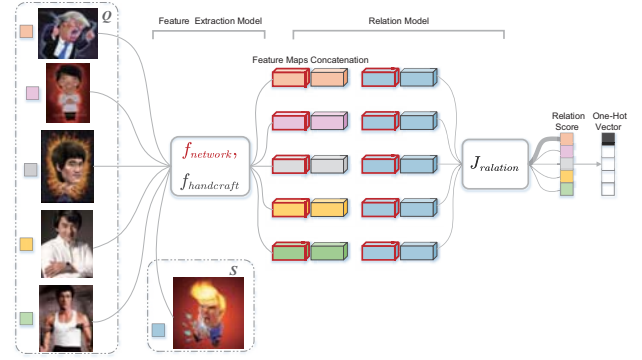 Q
Feature Extraction Model
Relation Model
Feature Maps Concatenation
Relation
Score
One-Hot
Vector
f_network,
f_handcraft
J_ralation
S